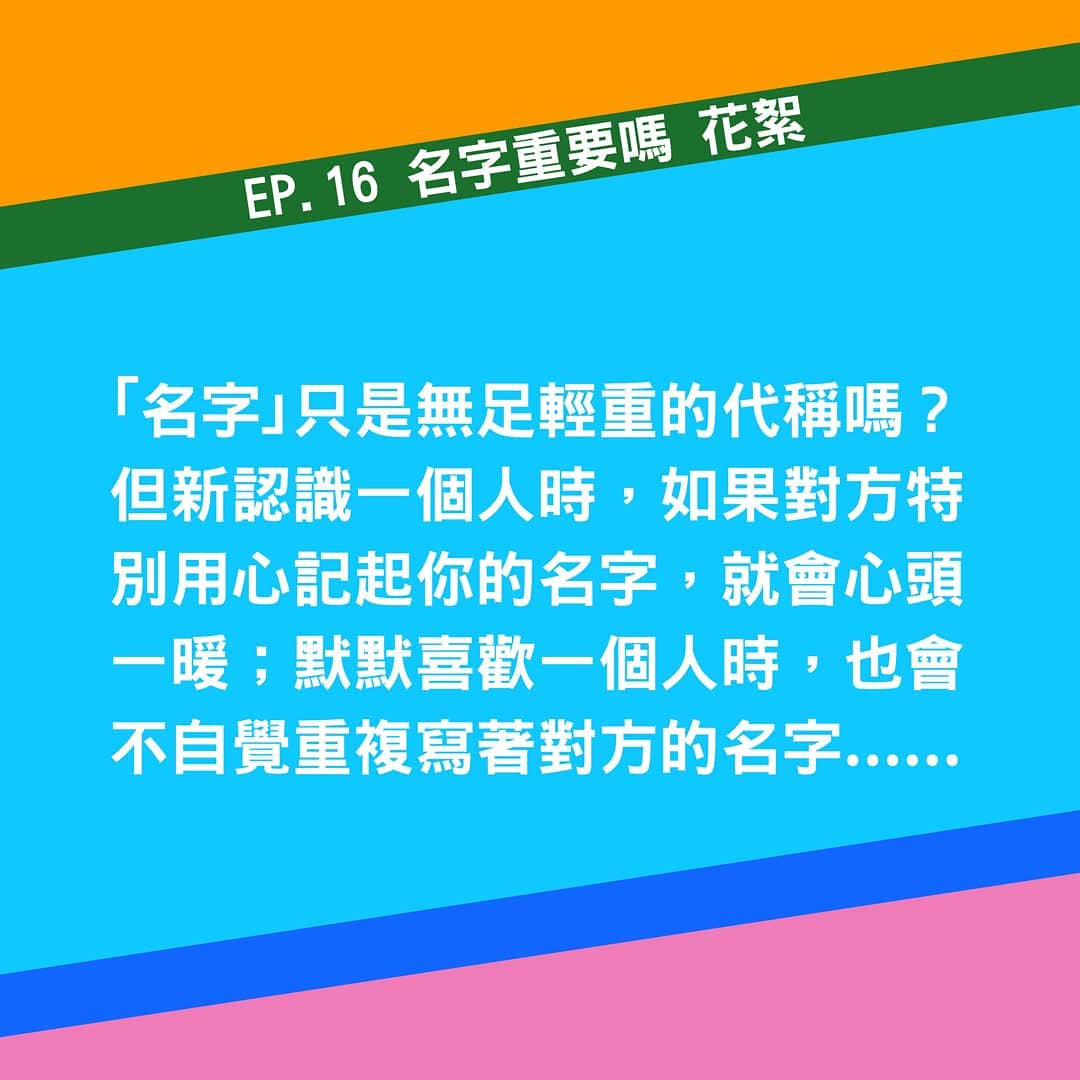 EP.16 名字重要嗎 花絮
「名字」只是無足輕重的代稱嗎？
但新認識一個人時，如果對方特
別用心記起你的名字，就會心頭
一暖；默默喜歡一個人時，也會
不自覺重複寫著對方的名字......